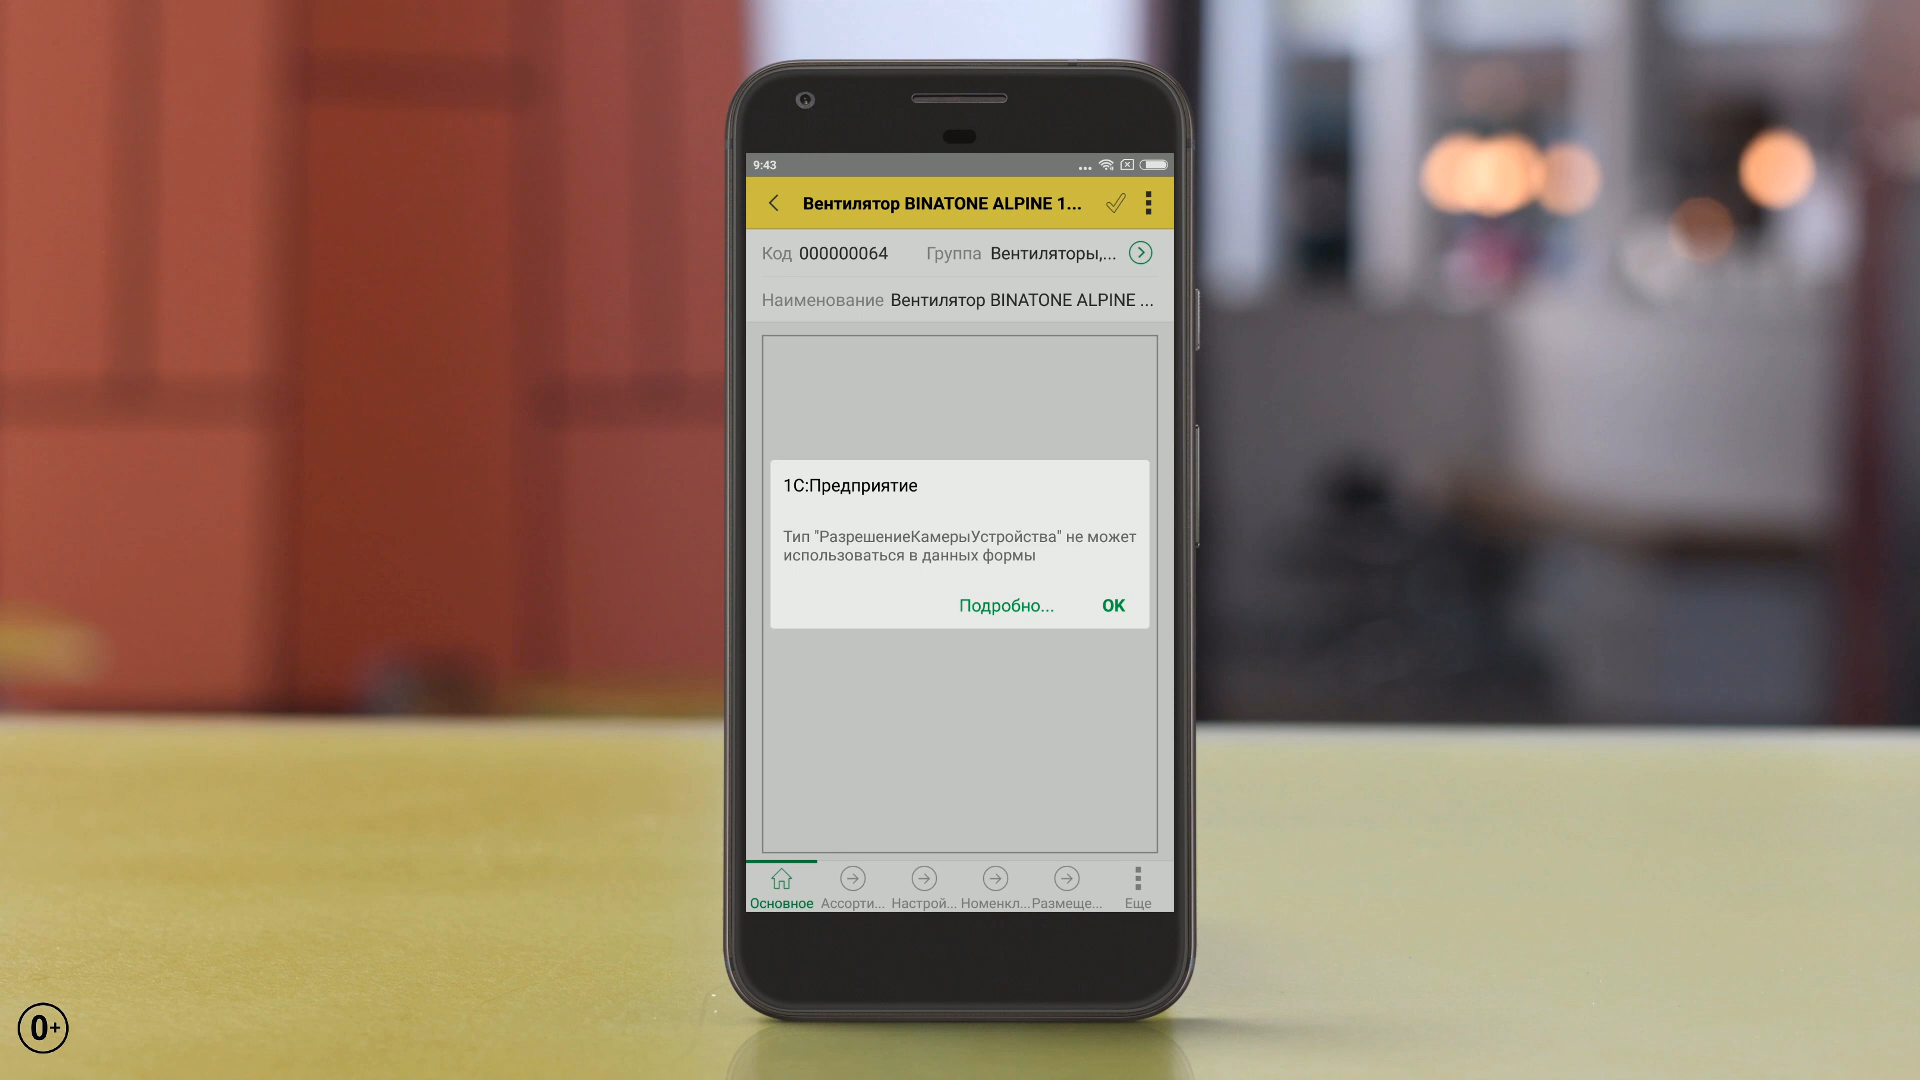 9:43
Вентилятор BINATONE ALPINE 1...
Код 000000064 Группа Вентиляторы,...
Наименование Вентилятор BINATONE ALPINE ...
1С:Предприятие
Тип "РазрешениеКамерыУстройства" не может
использоваться в данных формы
Подробно... OK
Основное Ассорти... Настрой... Номенкл... Размеще... Еще
0+